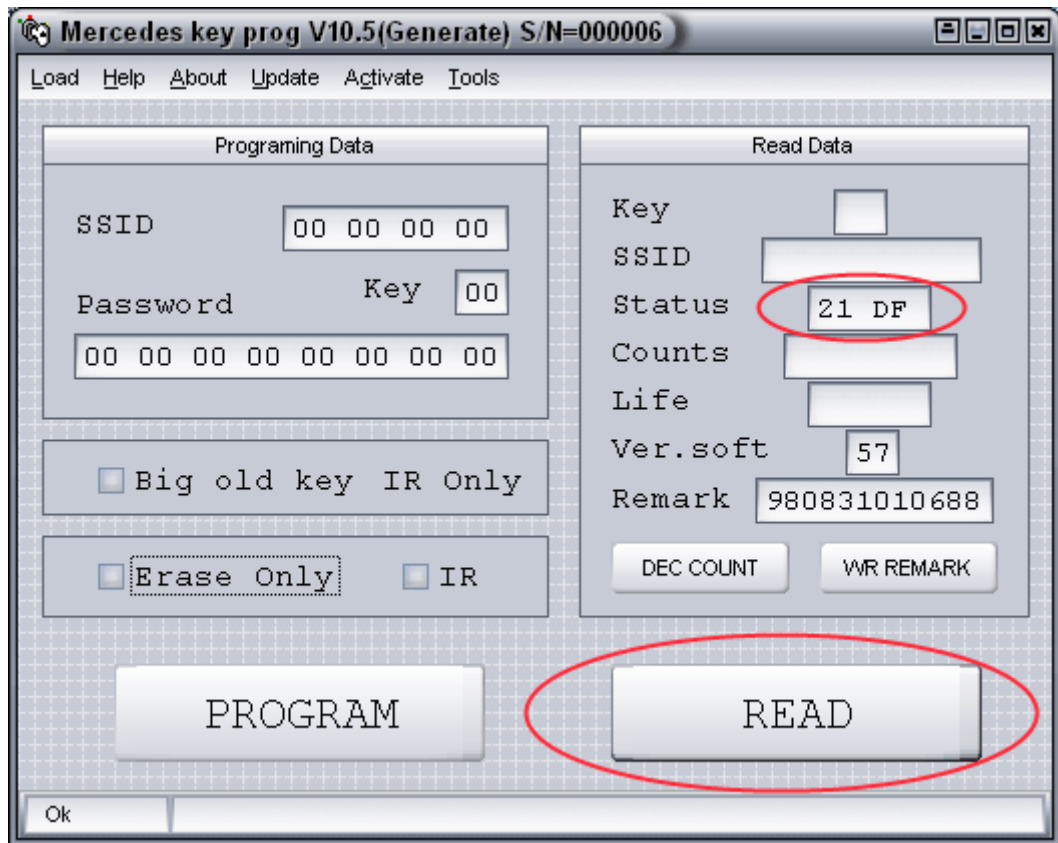 Mercedes key prog V10.5(Generate) S/N=000006
Load Help About Update Activate Tools
Programing Data
SSID 00 00 00 00
Key 00
Password
00 00 00 00 00 00 00 00
Big old key IR Only
Erase Only IR
PROGRAM
Read Data
Key
SSID
Status 21 DF
Counts
Life
Ver.soft 57
Remark 980831010688
DEC COUNT WR REMARK
READ
Ok